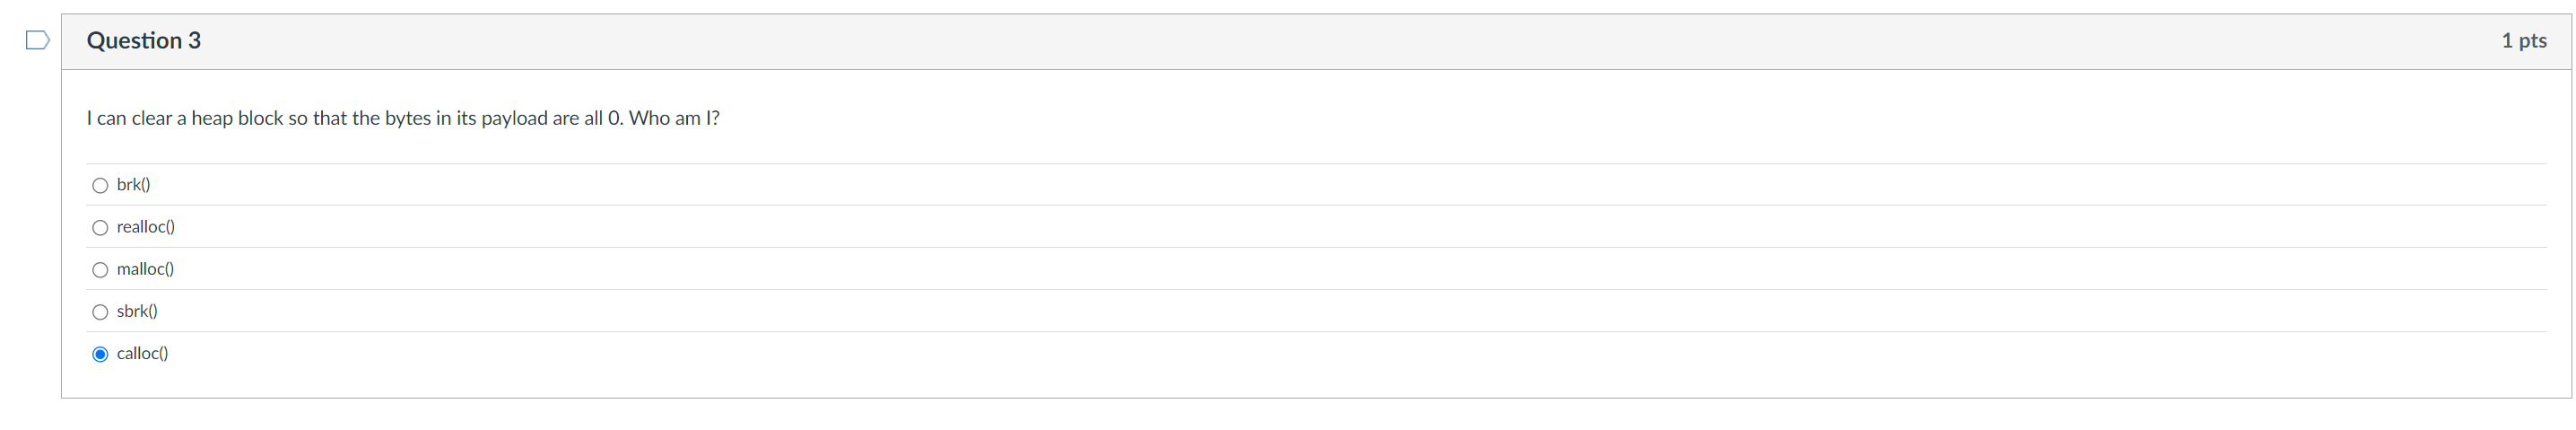 Question 3
1 pts
I can clear a heap block so that the bytes in its payload are all 0. Who am I?
brk()
realloc()
malloc()
sbrk()
calloc()